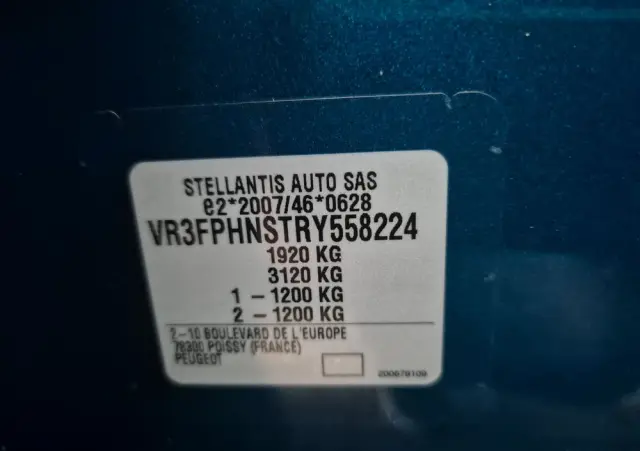 STELLANTIS AUTO SAS
e2*2007/46*0628
VR3FPHNSTRY558224
1920 KG
3120 KG
1 - 1200 KG
2 - 1200 KG
2-10 BOULEVARD DE L'EUROPE
78300 POISSY (FRANCE)
PEUGEOT
200679109